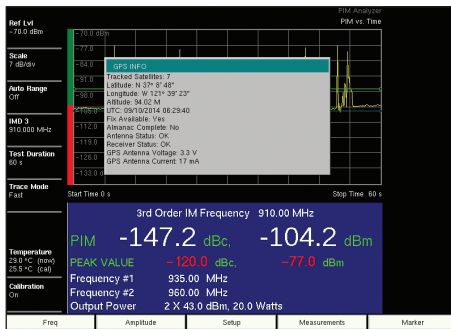 PIM Analyzer
Ref Lvl
-70.0 dBm
PIM vs. Time
-70.0 dBm
-77.0
Scale
7 dB/div
-84.0
GPS INFO
Tracked Satellites: 7
Latitude: N 37° 8' 48"
Longitude: W 121° 39' 23"
Altitude: 94.02 M
UTC: 09/10/2014 06:29:40
Fix Available: Yes
Almanac Complete: No
Antenna Status: OK
Receiver Status: OK
GPS Antenna Voltage: 3.3 V
GPS Antenna Current: 17 mA
-91.0
Auto Range
Off
-98.0
-105.0
IMD 3
910.000 MHz
-112.0
-119.0
Test Duration
60 s
-126.0
-133.0 d
Trace Mode
Fast
Start Time 0 s
Stop Time 60 s
3rd Order IM Frequency 910.00 MHz
PIM -147.2 dBc, -104.2 dBm
PEAK VALUE -120.0 dBc, -77.0 dBm
Temperature
29.0 °C (now)
25.5 °C (cal)
Frequency #1 935.00 MHz
Frequency #2 960.00 MHz
Calibration
On
Output Power 2 X 43.0 dBm, 20.0 Watts
Freq
Amplitude
Setup
Measurements
Marker